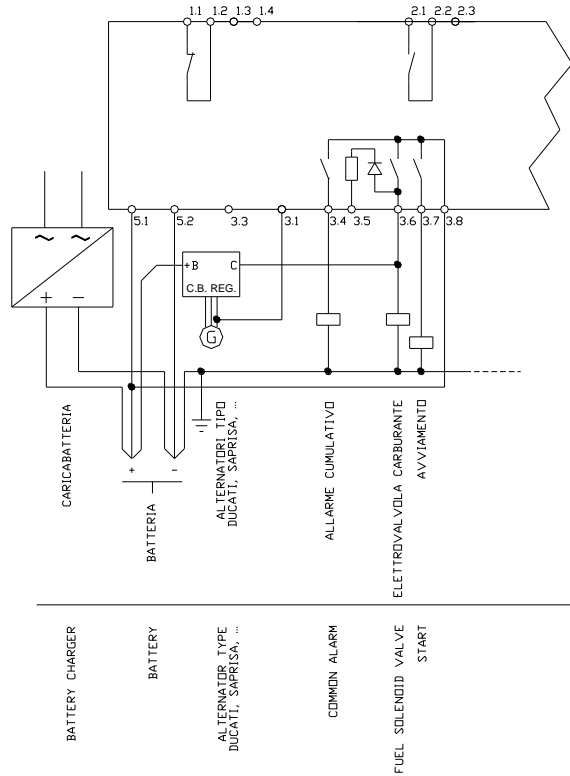 1.1 1.2 1.3 1.4 2.1 2.2 2.3
5.1 5.2 3.3 3.1 3.4 3.5 3.6 3.7 3.8
~ ~
+ −
+B C
C.B. REG.
G
+ -
CARICABATTERIA
BATTERIA
ALTERNATORI TIPO
DUCATI, SAPRISA, ...
ALLARME CUMULATIVO
ELETTROVALVOLA CARBURANTE
AVVIAMENTO
BATTERY CHARGER
BATTERY
ALTERNATOR TYPE
DUCATI, SAPRISA, ...
COMMON ALARM
FUEL SOLENOID VALVE
START